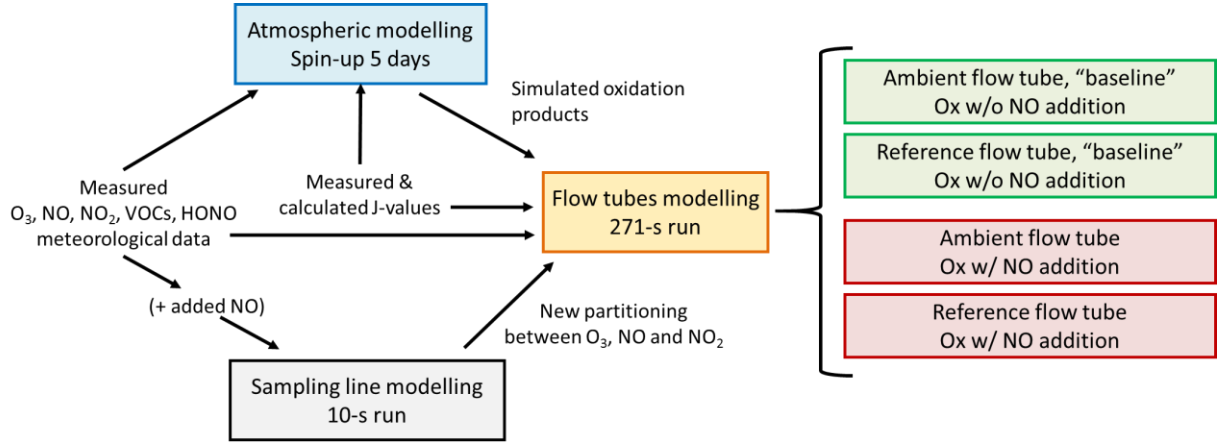 Atmospheric modelling
Spin-up 5 days
Simulated oxidation
products
Measured
O₃, NO, NO₂, VOCs, HONO
meteorological data
Measured &
calculated J-values
Flow tubes modelling
271-s run
(+ added NO)
New partitioning
between O₃, NO and NO₂
Sampling line modelling
10-s run
Ambient flow tube, “baseline”
Ox w/o NO addition
Reference flow tube, “baseline”
Ox w/o NO addition
Ambient flow tube
Ox w/ NO addition
Reference flow tube
Ox w/ NO addition